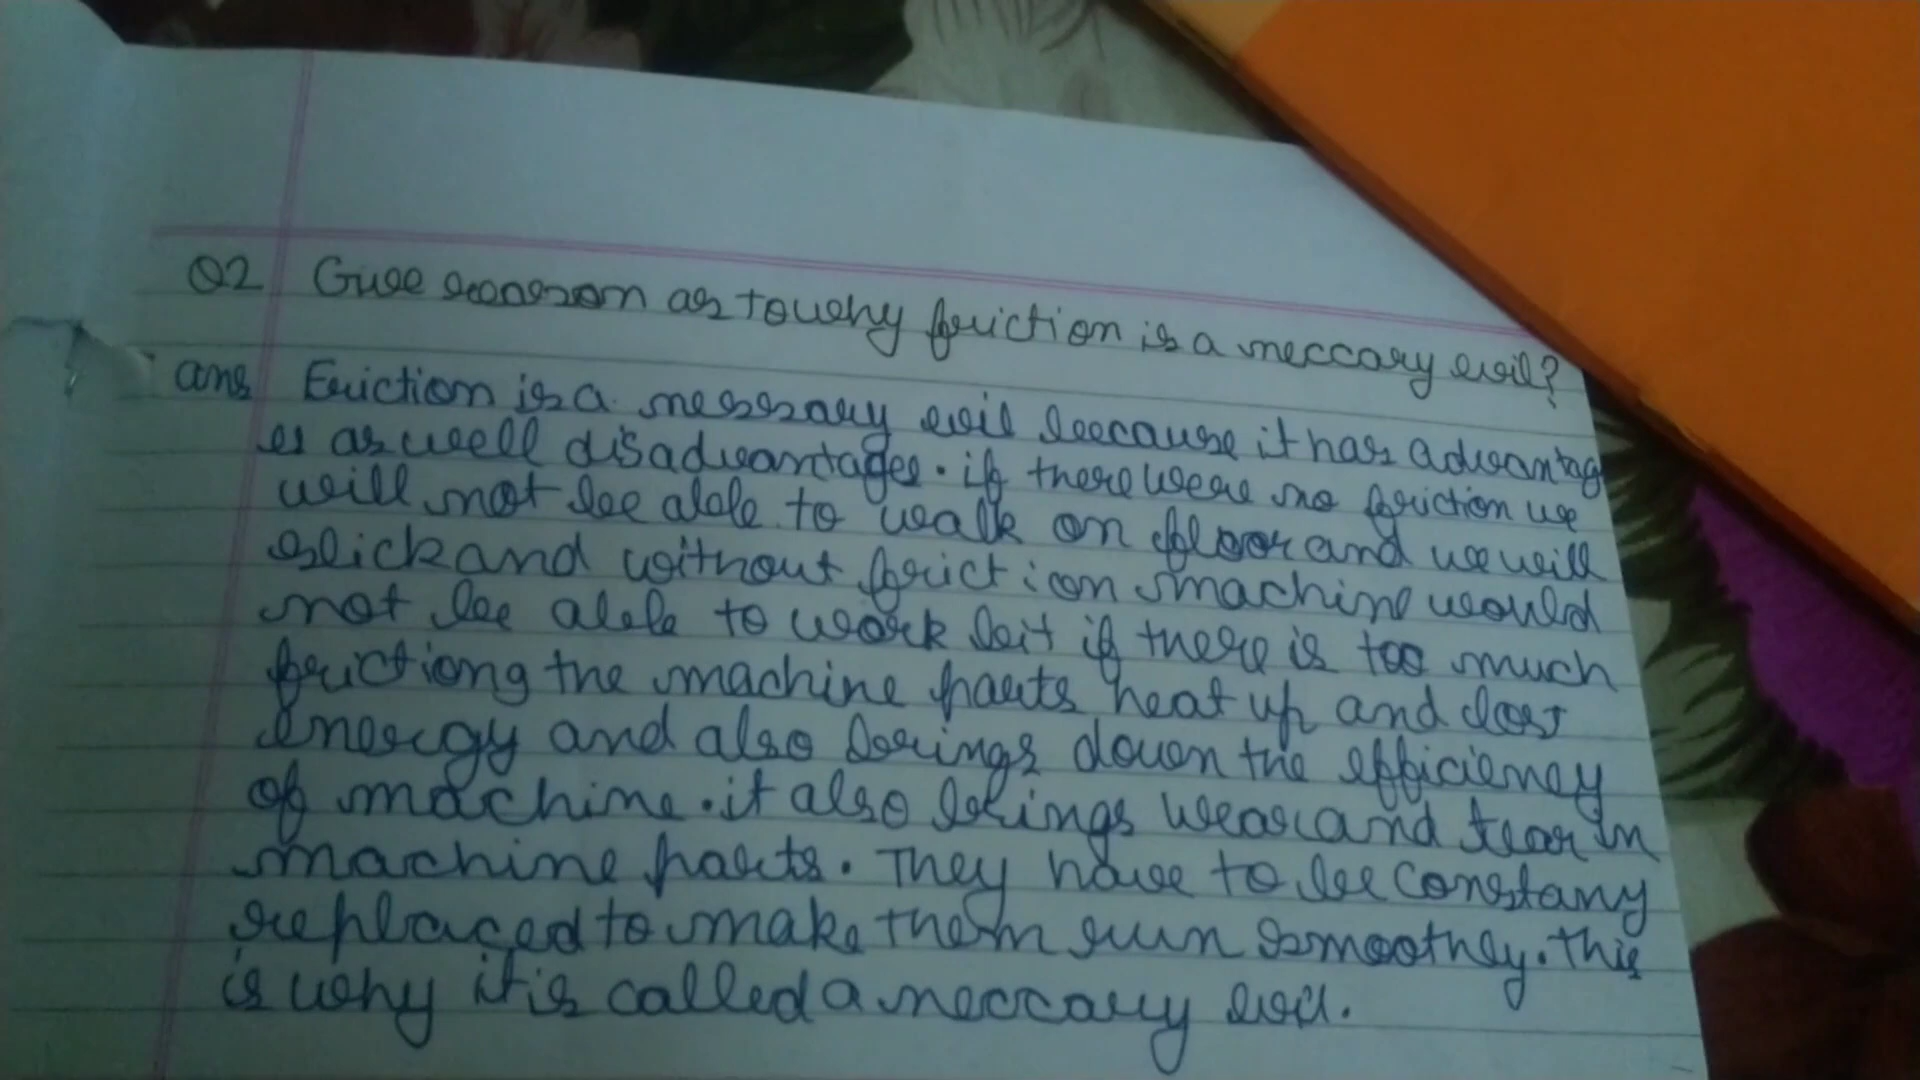 Q2 Give reason as to why friction is a neccary evil?
ans Friction is a nessary evil because it has advantag
es as well disadvantages. if there were no friction we
will not be able to walk on floor and we will
slick and without friction machine would
not be able to work bit if there is too much
frictiong the machine parts heat up and lost
energy and also brings down the efficieney
of machine. it also brings wear and tear in
machine parts. They have to be constany
replaced to make them run smoothly. This
is why it is called a neccary evil.